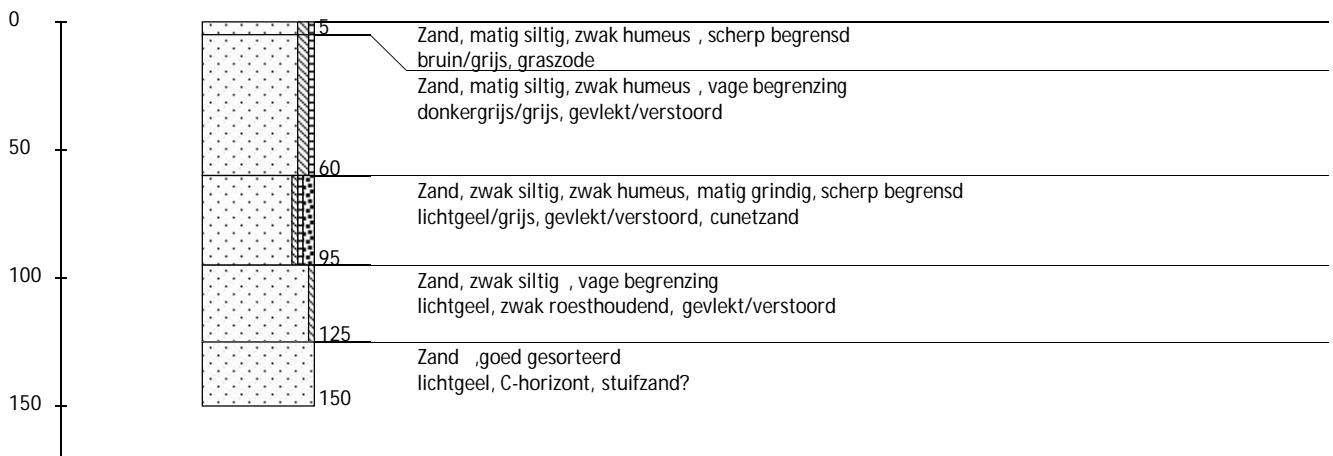 0
5
Zand, matig siltig, zwak humeus , scherp begrensd
bruin/grijs, graszode
Zand, matig siltig, zwak humeus , vage begrenzing
donkergrijs/grijs, gevlekt/verstoord
50
60
Zand, zwak siltig, zwak humeus, matig grindig, scherp begrensd
lichtgeel/grijs, gevlekt/verstoord, cunetzand
95
100
Zand, zwak siltig , vage begrenzing
lichtgeel, zwak roesthoudend, gevlekt/verstoord
125
Zand ,goed gesorteerd
lichtgeel, C-horizont, stuifzand?
150
150